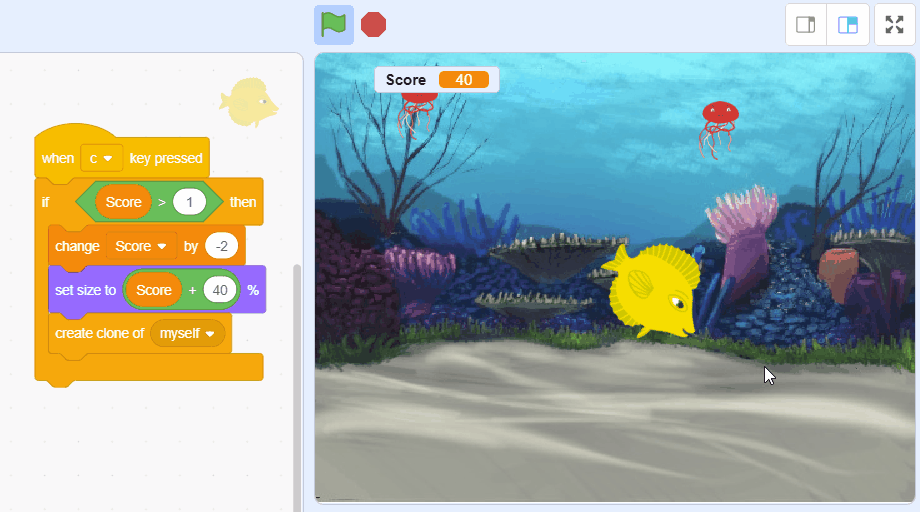 Score 40
when c key pressed
if Score > 1 then
change Score by -2
set size to Score + 40 %
create clone of myself